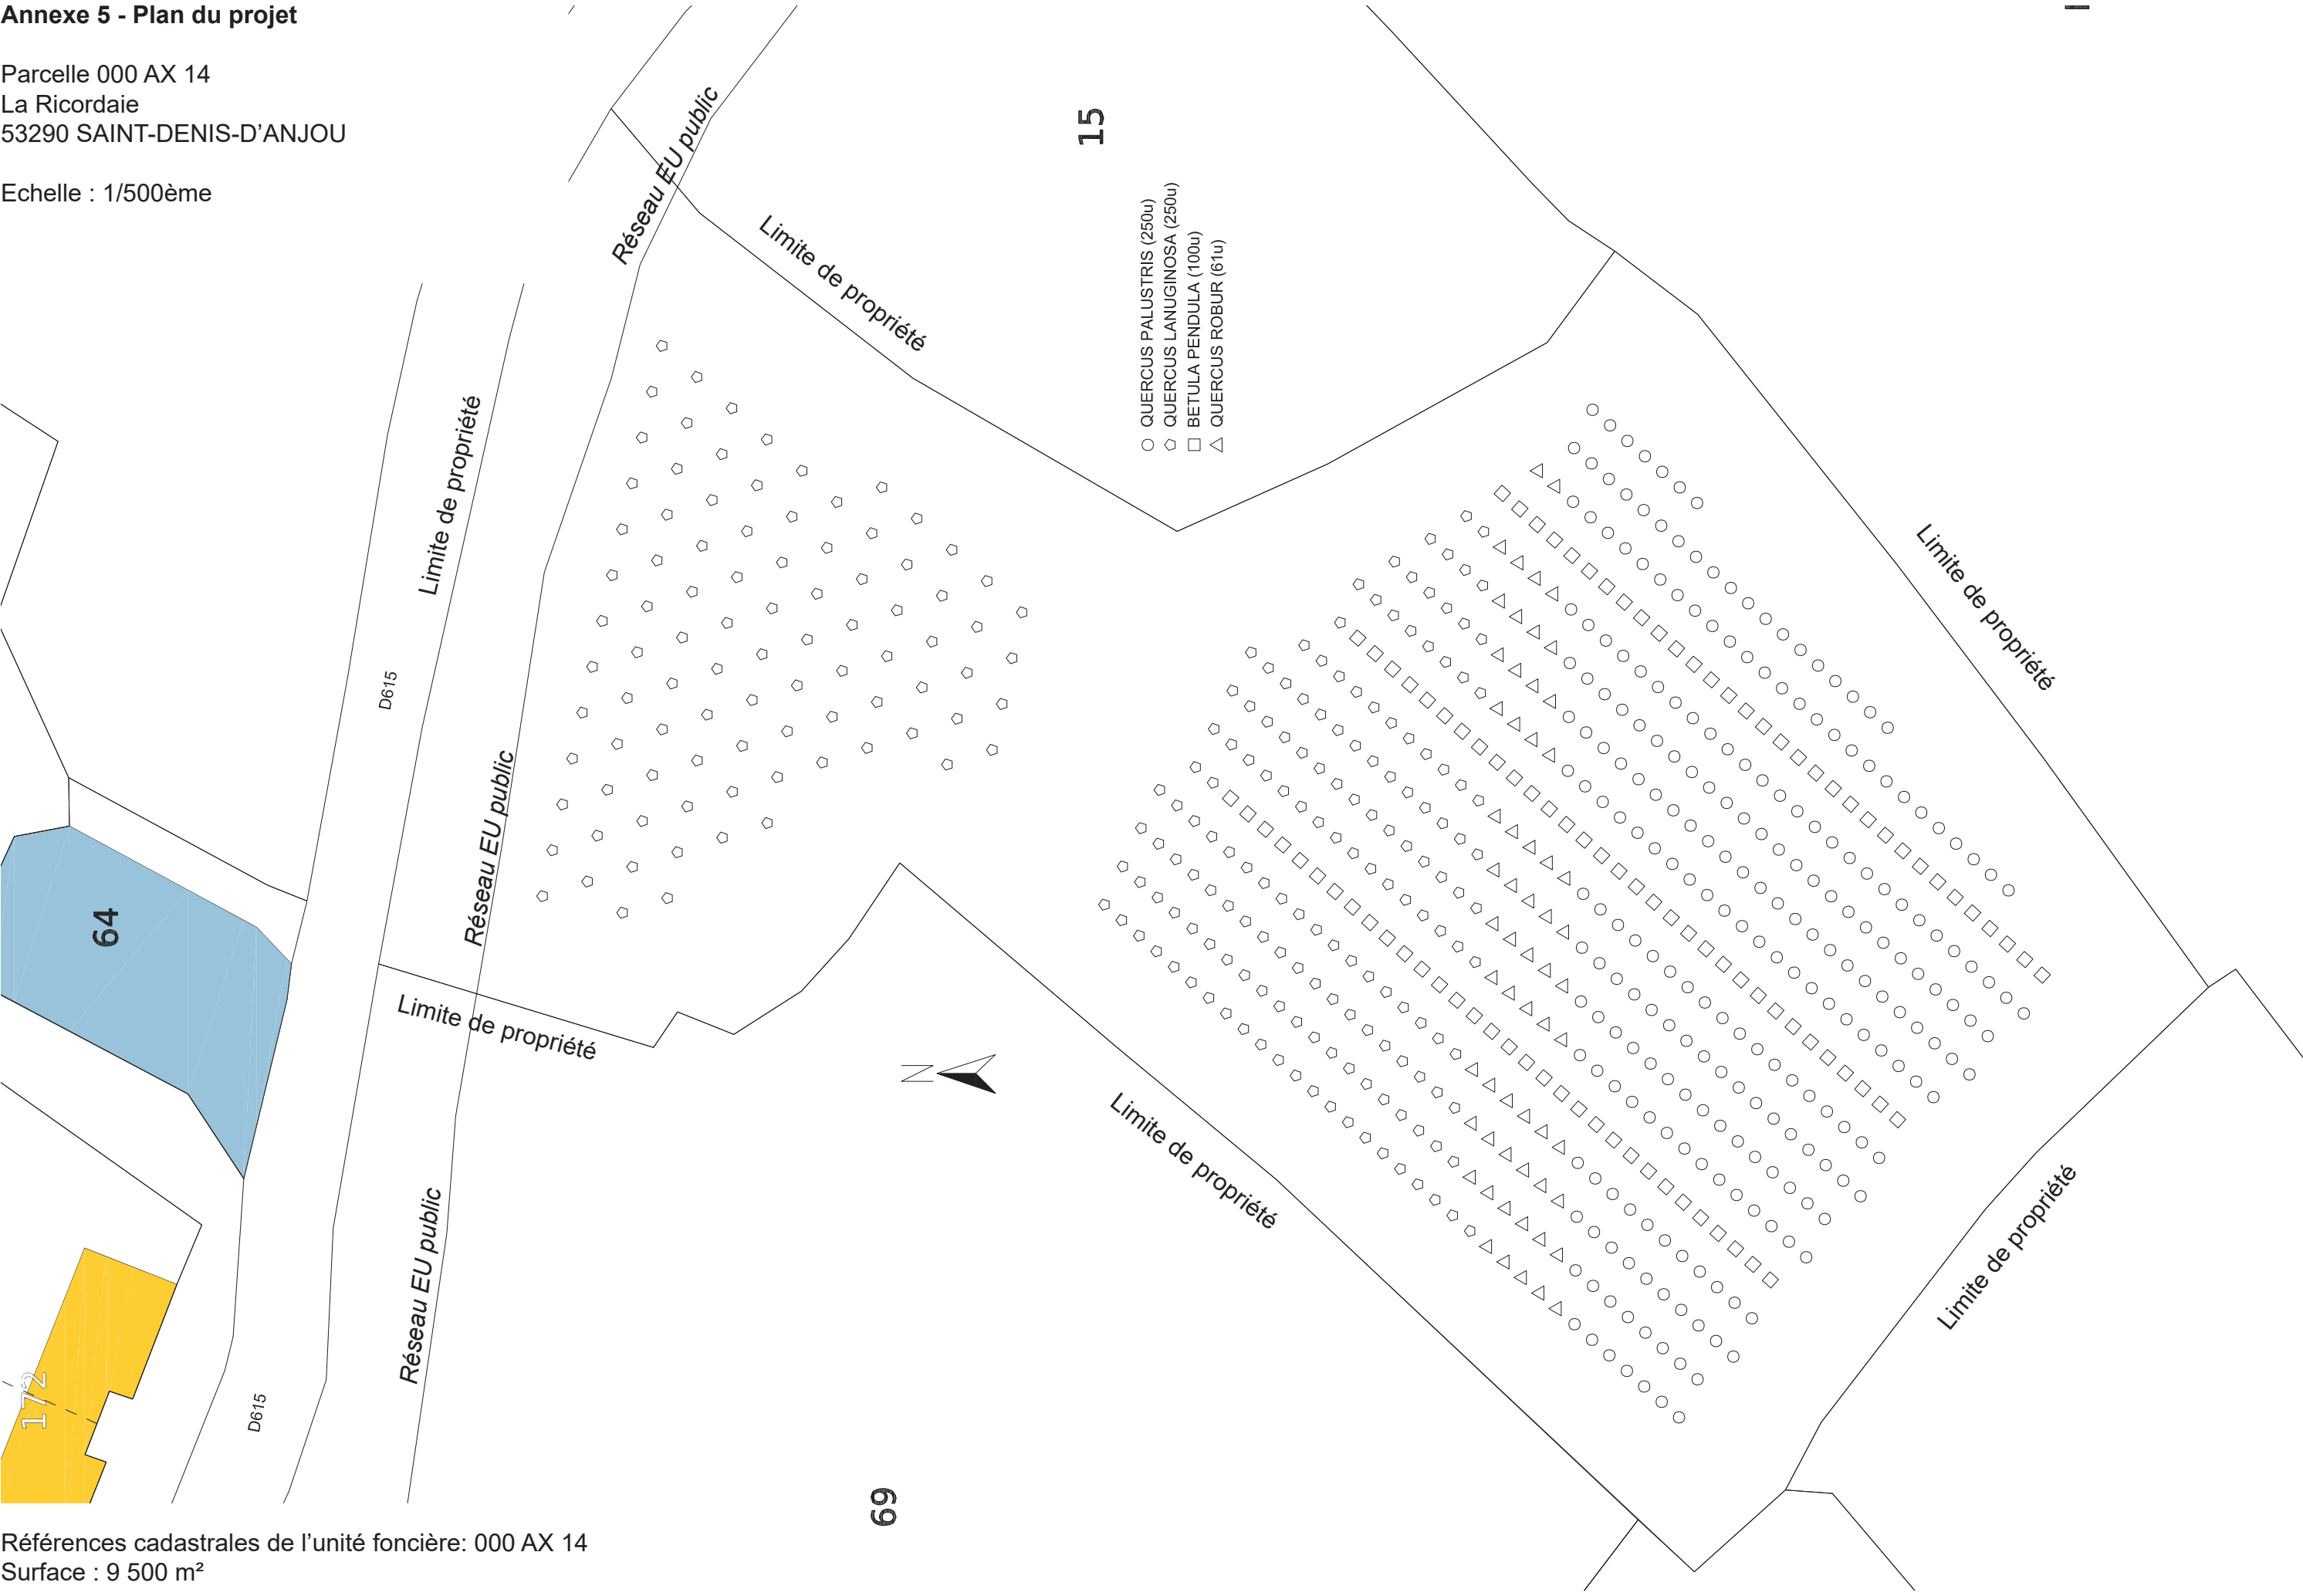 Annexe 5 - Plan du projet
Parcelle 000 AX 14
La Ricordaie
53290 SAINT-DENIS-D’ANJOU
Echelle : 1/500ème
Réseau EU public
Limite de propriété
15
QUERCUS PALUSTRIS (250u)
QUERCUS LANUGINOSA (250u)
BETULA PENDULA (100u)
QUERCUS ROBUR (61u)
Limite de propriété
Limite de propriété
D615
Réseau EU public
64
Limite de propriété
N
Limite de propriété
Limite de propriété
Réseau EU public
172
D615
69
Références cadastrales de l’unité foncière: 000 AX 14
Surface : 9 500 m²